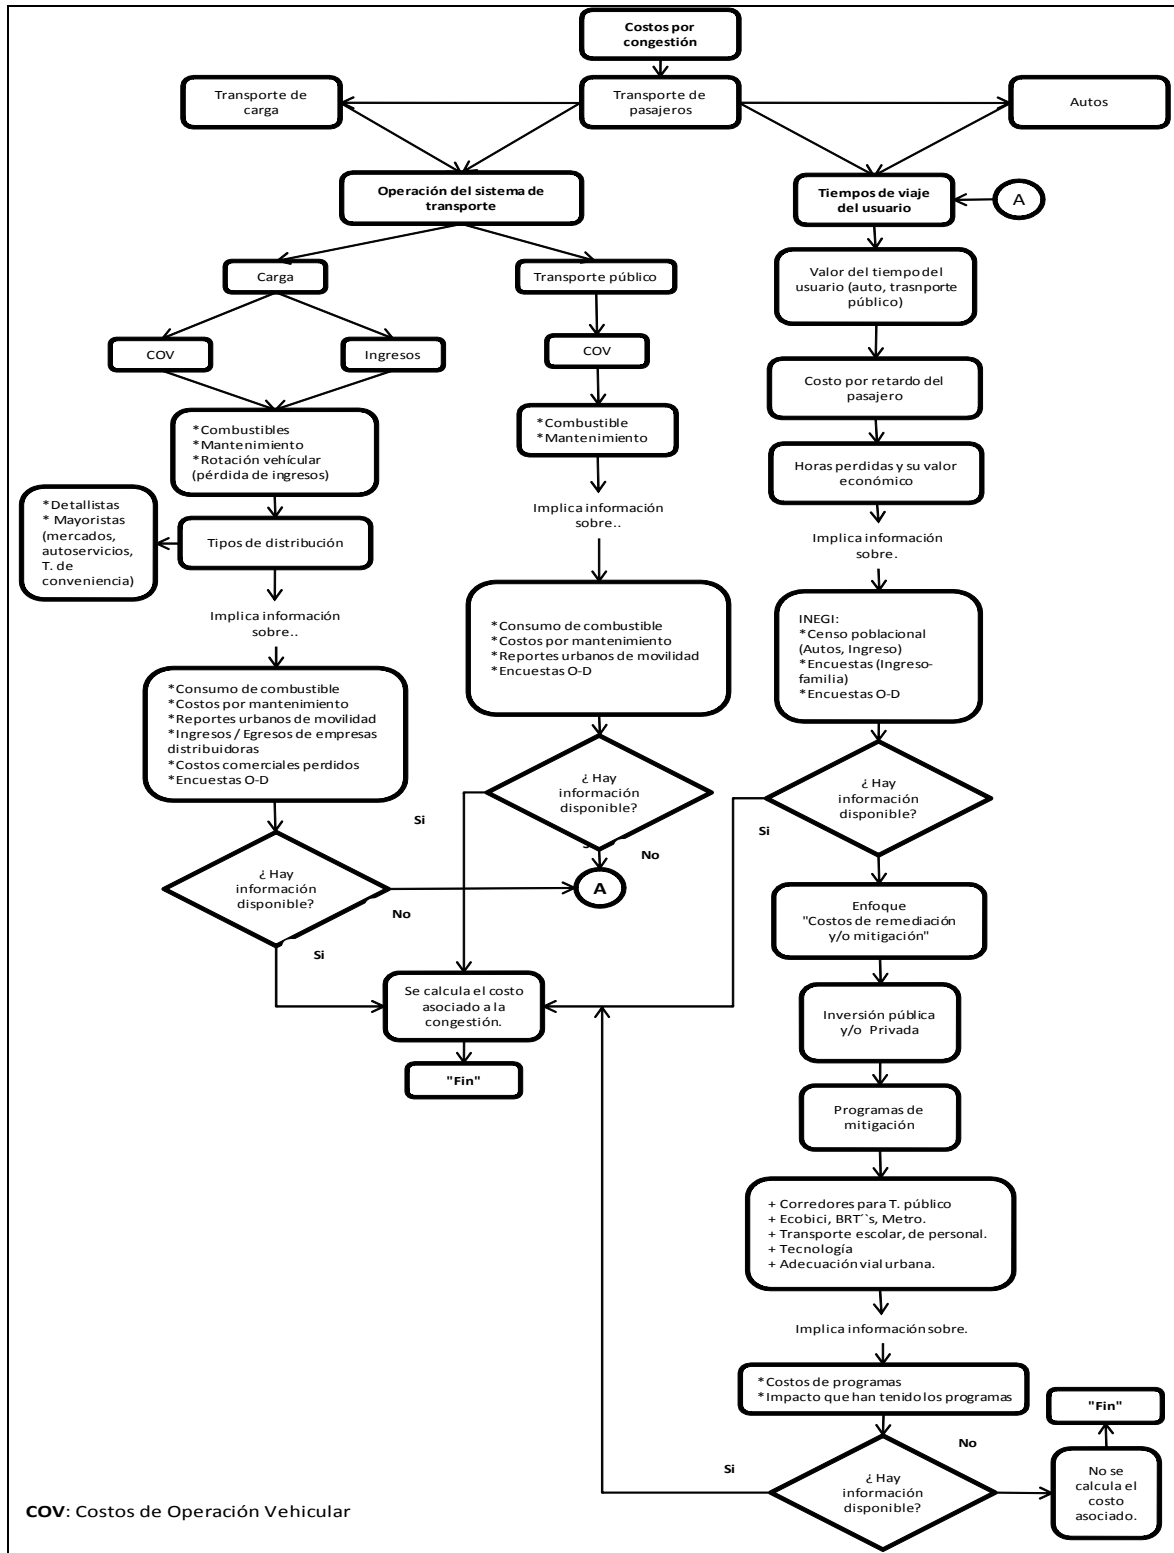 Costos por
congestión
Transporte de
carga
Transporte de
pasajeros
Autos
Operación del sistema de
transporte
Tiempos de viaje
del usuario
A
Carga
Transporte público
Valor del tiempo del
usuario (auto, trasnporte
público)
COV
Ingresos
COV
Costo por retardo del
pasajero
*Combustibles
*Mantenimiento
*Rotación vehícular
(pérdida de ingresos)
*Combustible
*Mantenimiento
Horas perdidas y su valor
económico
*Detallistas
* Mayoristas
(mercados,
autoservicios,
T. de
conveniencia)
Tipos de distribución
Implica información
sobre..
Implica información
sobre.
Implica información
sobre..
*Consumo de combustible
*Costos por mantenimiento
*Reportes urbanos de movilidad
*Encuestas O-D
INEGI:
*Censo poblacional
(Autos, Ingreso)
*Encuestas (Ingreso-
familia)
*Encuestas O-D
*Consumo de combustible
*Costos por mantenimiento
*Reportes urbanos de movilidad
*Ingresos / Egresos de empresas
distribuidoras
*Costos comerciales perdidos
*Encuestas O-D
¿ Hay
información
disponible?
¿ Hay
información
disponible?
Si
Si
No
¿ Hay
información
disponible?
A
No
Si
Enfoque
"Costos de remediación
y/o mitigación"
Se calcula el costo
asociado a la
congestión.
Inversión pública
y/o Privada
"Fin"
Programas de
mitigación
+ Corredores para T. público
+ Ecobici, BRT´`s, Metro.
+ Transporte escolar, de personal.
+ Tecnología
+ Adecuación vial urbana.
Implica información sobre.
*Costos de programas
*Impacto que han tenido los programas
"Fin"
No
Si
¿ Hay
información
disponible?
No se
calcula el
costo
asociado.
COV: Costos de Operación Vehicular